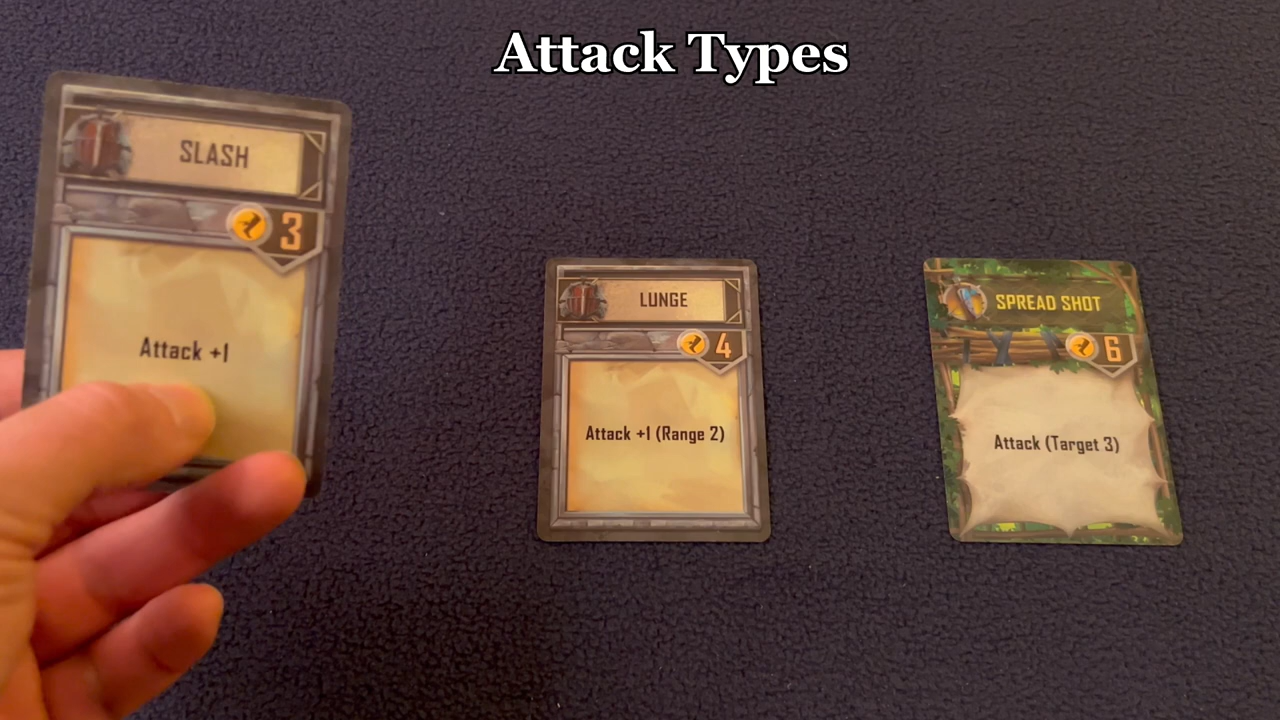 Attack Types
SLASH
3
Attack +1
LUNGE
4
Attack +1 (Range 2)
SPREAD SHOT
6
Attack (Target 3)